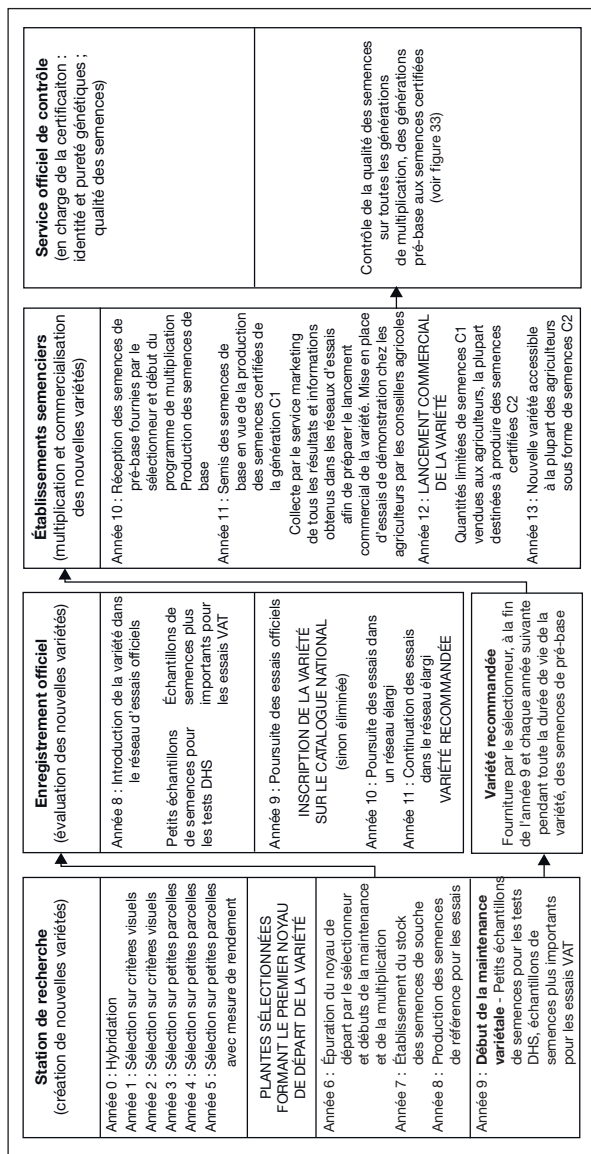 Station de recherche
(création de nouvelles variétés)
Année 0 : Hybridation
Année 1 : Sélection sur critères visuels
Année 2 : Sélection sur critères visuels
Année 3 : Sélection sur petites parcelles
Année 4 : Sélection sur petites parcelles
Année 5 : Sélection sur petites parcelles
avec mesure de rendement
PLANTES SÉLECTIONNÉES
FORMANT LE PREMIER NOYAU
DE DÉPART DE LA VARIÉTÉ
Année 6 : Épuration du noyau de
départ par le sélectionneur
et débuts de la maintenance
et de la multiplication
Année 7 : Établissement du stock
des semences de souche
Année 8 : Production des semences
de référence pour les essais
Année 9 : Début de la maintenance
variétale - Petits échantillons
de semences pour les tests
DHS, échantillons de
semences plus importants
pour les essais VAT
Enregistrement officiel
(évaluation des nouvelles variétés)
Année 8 : Introduction de la variété dans
le réseau d'essais officiels
Petits échantillons
de semences pour
les tests DHS
Échantillons de
semences plus
importants pour
les essais VAT
Année 9 : Poursuite des essais officiels
INSCRIPTION DE LA VARIÉTÉ
SUR LE CATALOGUE NATIONAL
(sinon éliminée)
Année 10 : Poursuite des essais dans
un réseau élargi
Année 11 : Continuation des essais
dans le réseau élargi
VARIÉTÉ RECOMMANDÉE
Variété recommandée
Fourniture par le sélectionneur, à la fin
de l'année 9 et chaque année suivante
pendant toute la durée de vie de la
variété, des semences de pré-base
Établissements semenciers
(multiplication et commercialisation
des nouvelles variétés)
Année 10 : Réception des semences de
pré-base fournies par le
sélectionneur et début du
programme de multiplication
Production des semences de
base
Année 11 : Semis des semences de
base en vue de la production
des semences certifiées de
la génération C1
Collecte par le service marketing
de tous les résultats et informations
obtenus dans les réseaux d'essai
afin de préparer le lancement
commercial de la variété. Mise en place
d'essais de démonstration chez les
agriculteurs par les conseillers agricoles
Année 12 : LANCEMENT COMMERCIAL
DE LA VARIÉTÉ
Quantités limitées de semences C1
vendues aux agriculteurs, la plupart
destinées à produire des semences
certifiées C2
Année 13 : Nouvelle variété accessible
à la plupart des agriculteurs
sous forme de semences C2
Service officiel de contrôle
(en charge de la certificaiton :
identité et pureté génétiques ;
qualité des semences)
Contrôle de la qualité des semences
sur toutes les générations
de multiplication, des générations
pré-base aux semences certifiées
(voir figure 33)